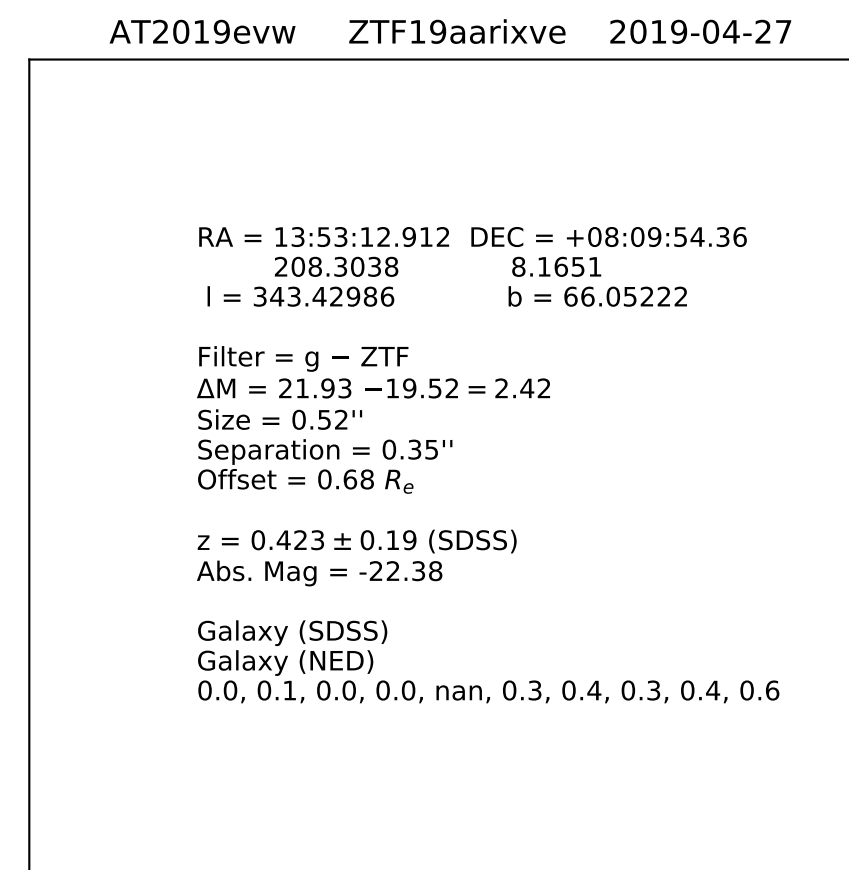 AT2019evw ZTF19aarixve 2019-04-27
RA = 13:53:12.912 DEC = +08:09:54.36
208.3038 8.1651
l = 343.42986 b = 66.05222
Filter = g − ZTF
ΔM = 21.93 −19.52 = 2.42
Size = 0.52''
Separation = 0.35''
Offset = 0.68 Re
z = 0.423 ± 0.19 (SDSS)
Abs. Mag = -22.38
Galaxy (SDSS)
Galaxy (NED)
0.0, 0.1, 0.0, 0.0, nan, 0.3, 0.4, 0.3, 0.4, 0.6